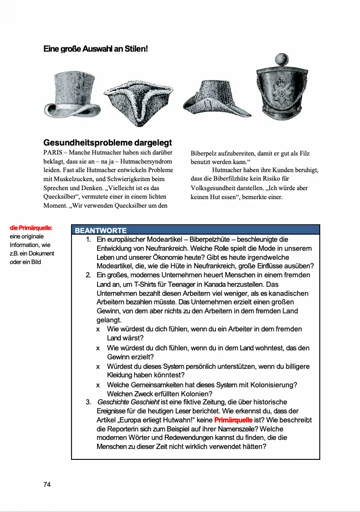 Eine große Auswahl an Stilen!
Gesundheitsprobleme dargelegt
PARIS – Manche Hutmacher haben sich darüber
beklagt, dass sie an – na ja – Hutmachersyndrom
leiden. Fast alle Hutmacher entwickeln Probleme
mit Muskelzucken, und Schwierigkeiten beim
Sprechen und Denken. „Vielleicht ist es das
Quecksilber“, vermutete einer in einem lichten
Moment. „Wir verwenden Quecksilber um den
Biberpelz aufzubereiten, damit er gut als Filz
benutzt werden kann.“
Hutmacher haben ihre Kunden beruhigt,
dass die Biberfilzhüte kein Risiko für
Volksgesundheit darstellen. „Ich würde aber
keinen Hut essen“, bemerkte einer.
die Primärquelle:
eine originale
Information, wie
z.B. ein Dokument
oder ein Bild
BEANTWORTE
1. Ein europäischer Modeartikel – Biberpelzhüte – beschleunigte die
Entwicklung von Neufrankreich. Welche Rolle spielt die Mode in unserem
Leben und unserer Ökonomie heute? Gibt es heute irgendwelche
Modeartikel, die, wie die Hüte in Neufrankreich, große Einflüsse ausüben?
2. Ein großes, modernes Unternehmen heuert Menschen in einem fremden
Land an, um T-Shirts für Teenager in Kanada herzustellen. Das
Unternehmen bezahlt diesen Arbeitern viel weniger, als es kanadischen
Arbeitern bezahlen müsste. Das Unternehmen erzielt einen großen
Gewinn, von dem aber nichts zu den Arbeitern in dem fremden Land
gelangt.
x Wie würdest du dich fühlen, wenn du ein Arbeiter in dem fremden
Land wärst?
x Wie würdest du dich fühlen, wenn du in dem Land wohntest, das den
Gewinn erzielt?
x Würdest du dieses System persönlich unterstützen, wenn du billigere
Kleidung haben könntest?
x Welche Gemeinsamkeiten hat dieses System mit Kolonisierung?
Welchen Zweck erfüllten Kolonien?
3. Geschichte Geschieht ist eine fiktive Zeitung, die über historische
Ereignisse für die heutigen Leser berichtet. Wie erkennst du, dass der
Artikel „Europa erliegt Hutwahn!“ keine Primärquelle ist? Wie beschreibt
die Reporterin sich zum Beispiel auf ihrer Namenszeile? Welche
modernen Wörter und Redewendungen kannst du finden, die die
Menschen zu dieser Zeit nicht wirklich verwendet hätten?
74